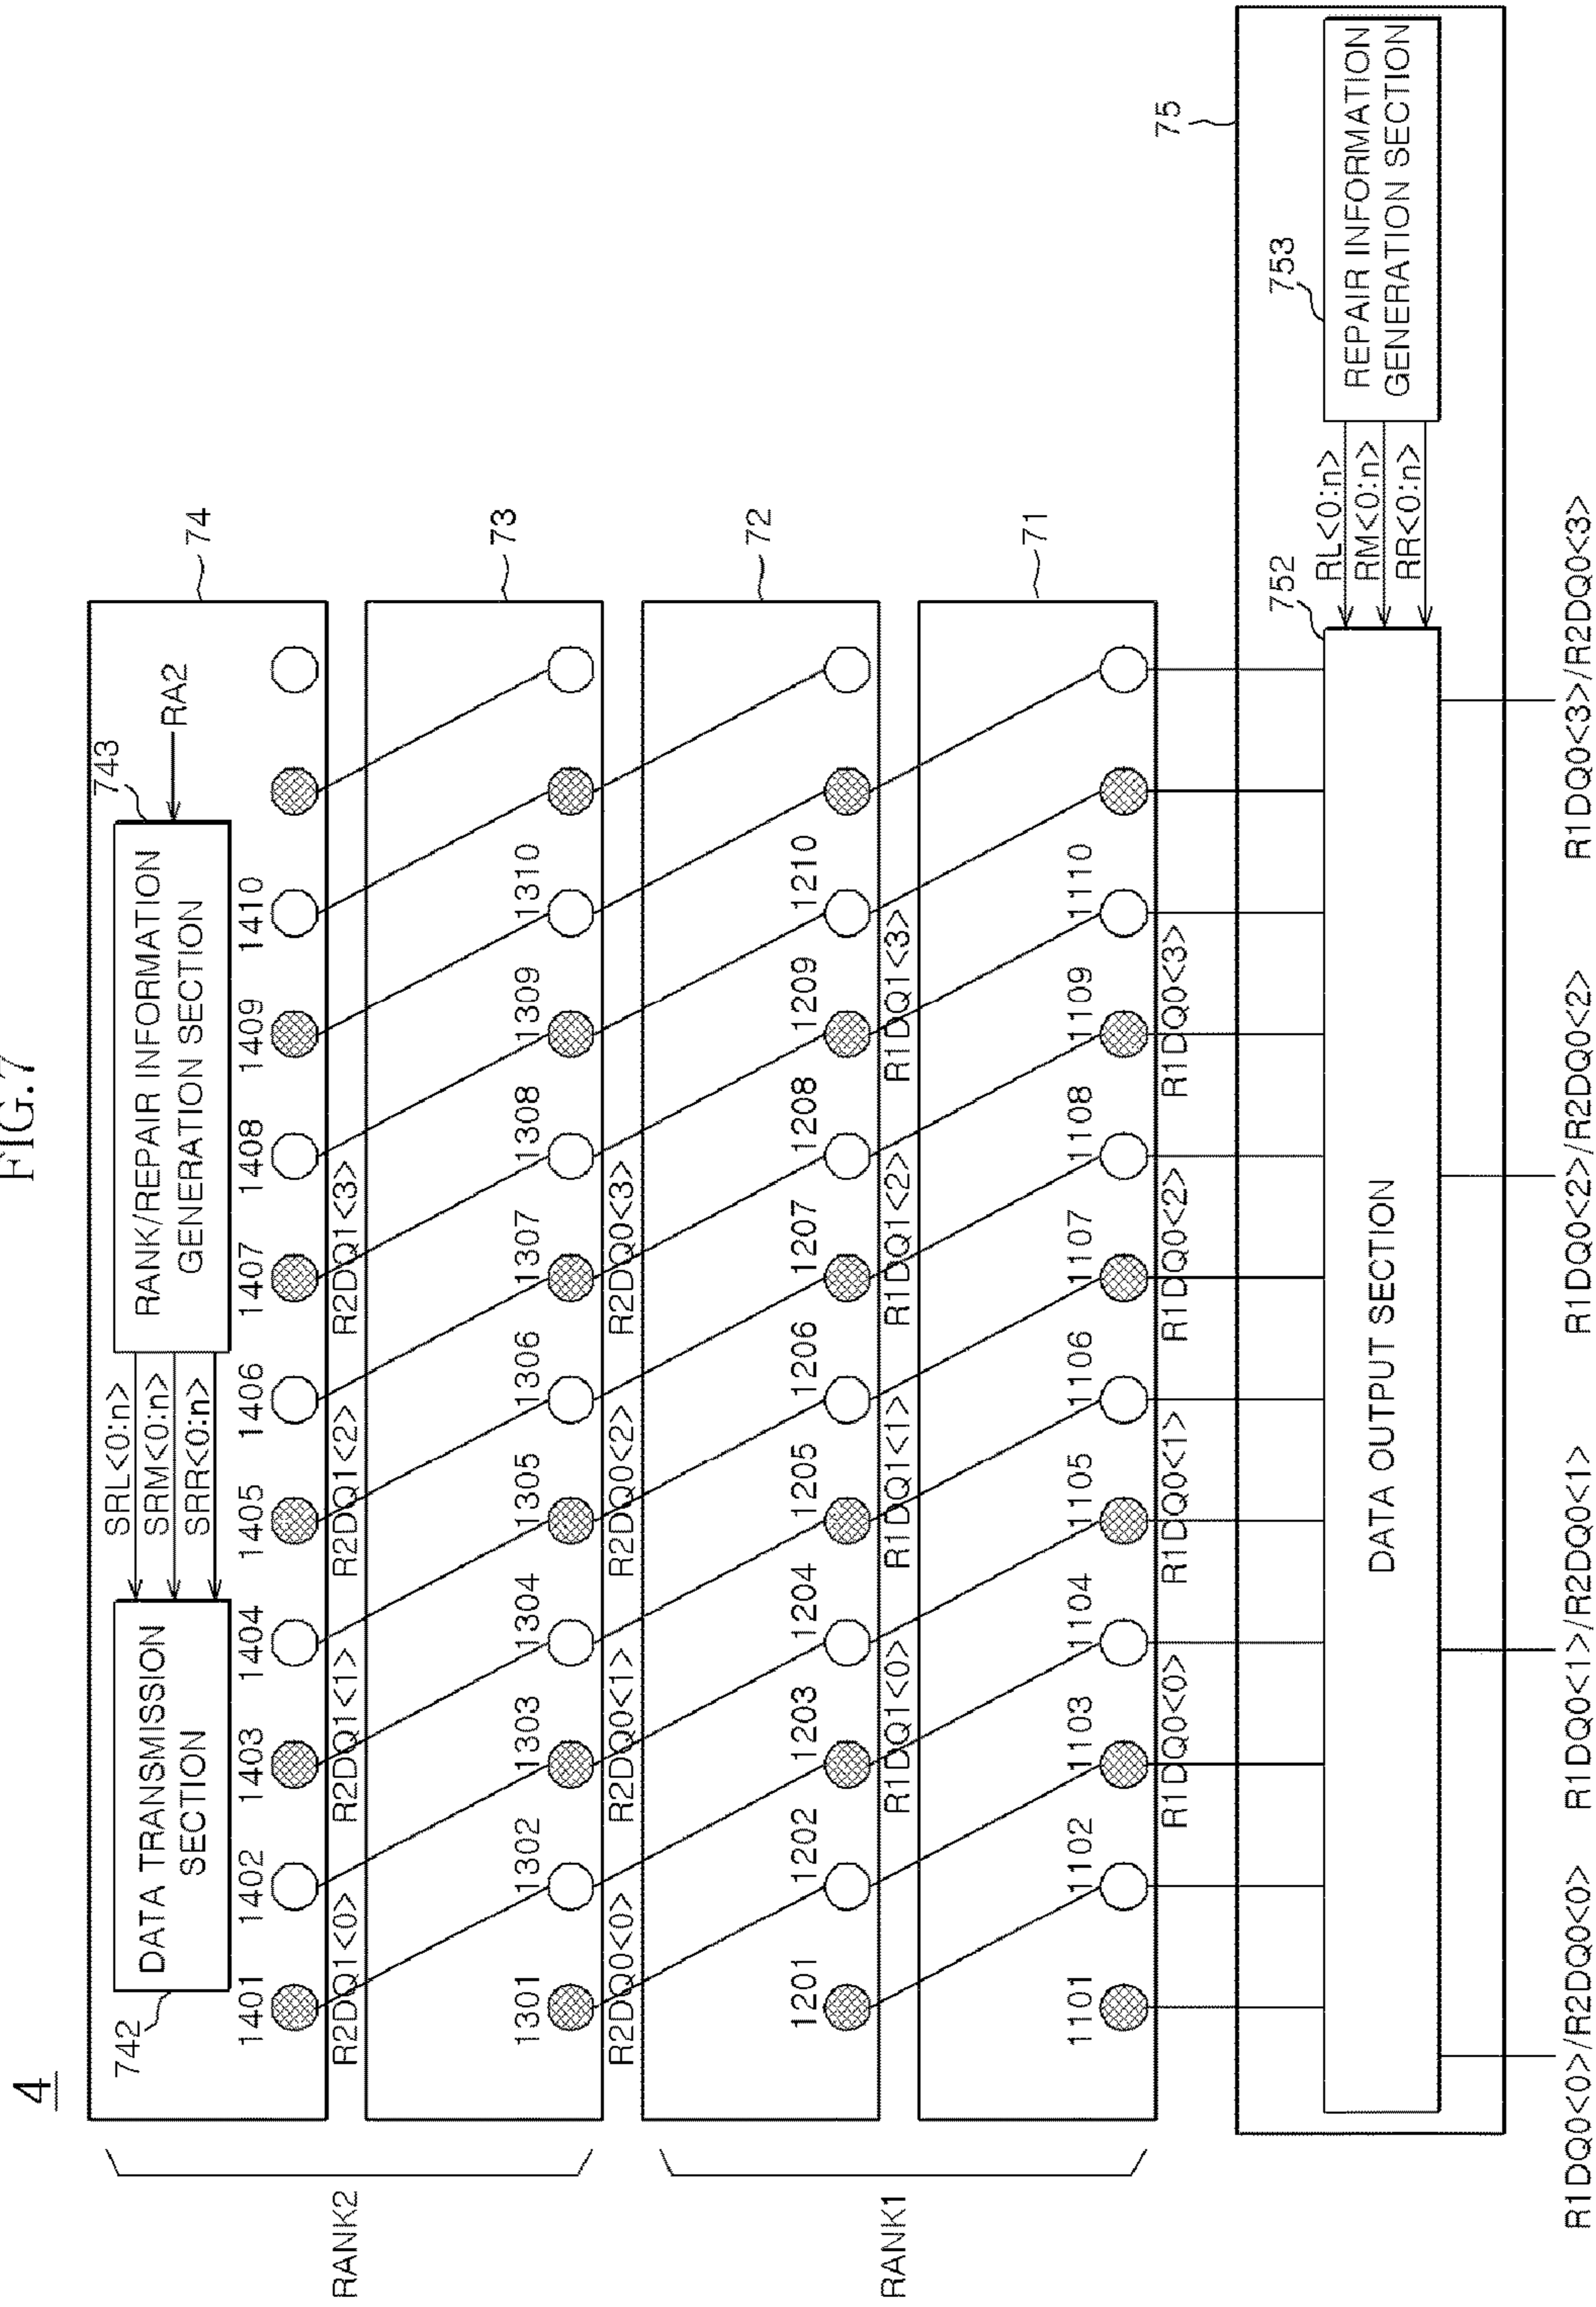 FIG.7
4
RANK2
RANK1
74
742
DATA TRANSMISSION
SECTION
SRL<0:n>
SRM<0:n>
SRR<0:n>
RANK/REPAIR INFORMATION
GENERATION SECTION
743
RA2
1401
1402
1403
1404
1405
1406
1407
1408
1409
1410
R2DQ1<0>
R2DQ1<1>
R2DQ1<2>
R2DQ1<3>
73
1301
1302
1303
1304
1305
1306
1307
1308
1309
1310
R2DQ0<0>
R2DQ0<1>
R2DQ0<2>
R2DQ0<3>
72
1201
1202
1203
1204
1205
1206
1207
1208
1209
1210
R1DQ1<0>
R1DQ1<1>
R1DQ1<2>
R1DQ1<3>
71
1101
1102
1103
1104
1105
1106
1107
1108
1109
1110
R1DQ0<0>
R1DQ0<1>
R1DQ0<2>
R1DQ0<3>
75
DATA OUTPUT SECTION
752
RL<0:n>
RM<0:n>
RR<0:n>
753
REPAIR INFORMATION
GENERATION SECTION
R1DQ0<0>/R2DQ0<0>
R1DQ0<1>/R2DQ0<1>
R1DQ0<2>/R2DQ0<2>
R1DQ0<3>/R2DQ0<3>